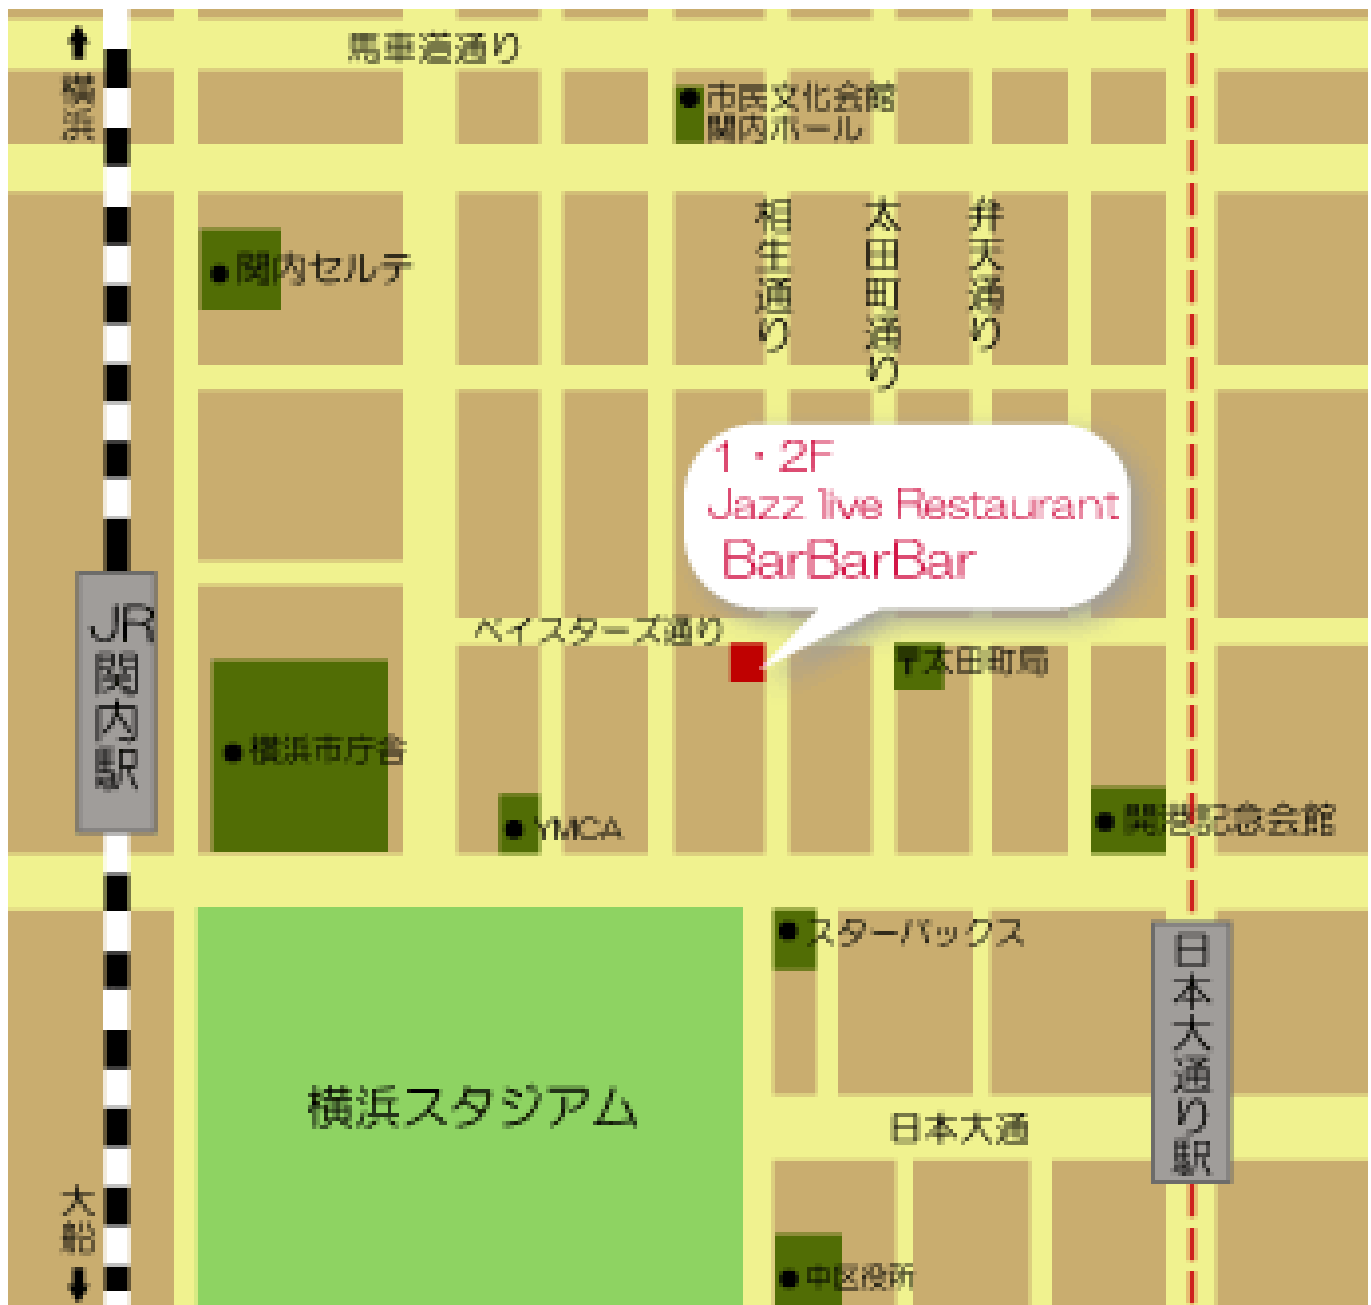 馬車道通り
横浜
市民文化会館
関内ホール
相生通り
太田町通り
弁天通り
関内セルテ
1・2F
Jazz live Restaurant
BarBarBar
ベイスターズ通り
〒太田町局
JR関内駅
横浜市庁舎
YMCA
開港記念会館
スターバックス
日本大通り駅
横浜スタジアム
日本大通
大船
中区役所